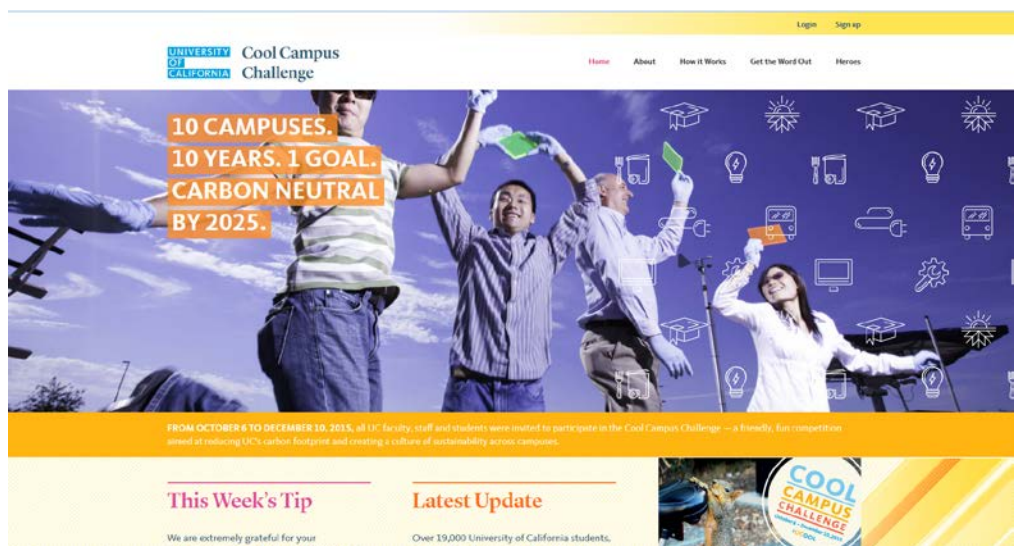 Login Sign up
UNIVERSITY
OF
CALIFORNIA
Cool Campus
Challenge
Home About How it Works Get the Word Out Heroes
10 CAMPUSES.
10 YEARS. 1 GOAL.
CARBON NEUTRAL
BY 2025.
FROM OCTOBER 6 TO DECEMBER 10, 2015, all UC faculty, staff and students were invited to participate in the Cool Campus Challenge — a friendly, fun competition
aimed at reducing UC's carbon footprint and creating a culture of sustainability across campuses.
This Week's Tip
We are extremely grateful for your
Latest Update
Over 19,000 University of California students,
COOL
CAMPUS
CHALLENGE